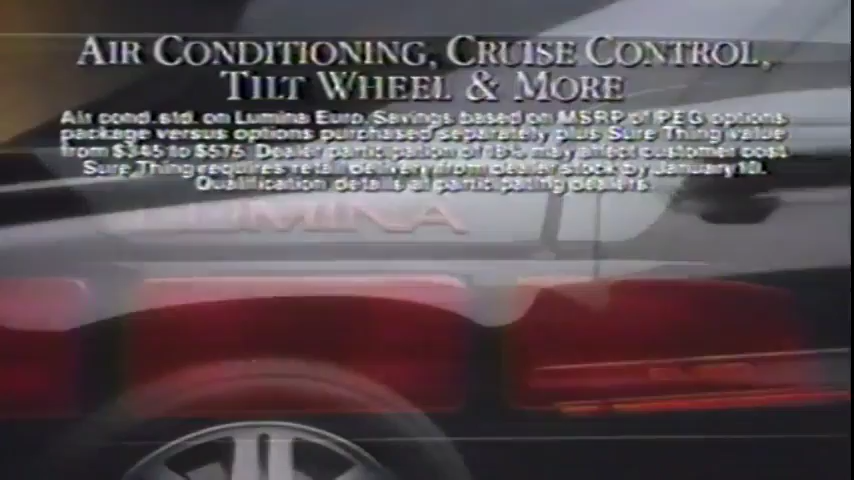 AIR CONDITIONING, CRUISE CONTROL,
TILT WHEEL & MORE
Air cond. std. on Lumina Euro. Savings based on MSRP of PEG options
package versus options purchased separately plus Sure Thing value
from $345 to $575. Dealer participation of 18% may affect customer cost
Sure Thing requires retail delivery from dealer stock by January 10.
Qualification details at participating dealers.
LUMINA